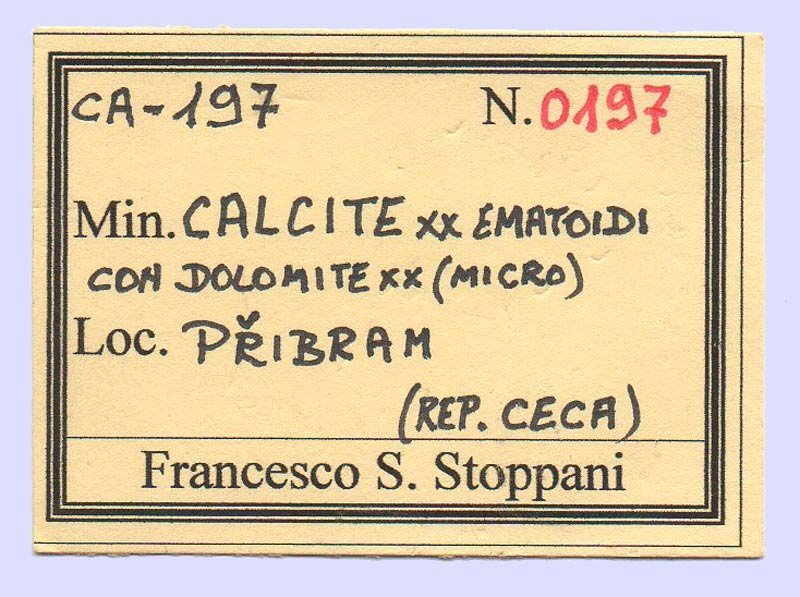 CA-197 N.0197
Min. CALCITE xx EMATOIDI
CON DOLOMITE xx (MICRO)
Loc. PŘIBRAM
(REP. CECA)
Francesco S. Stoppani